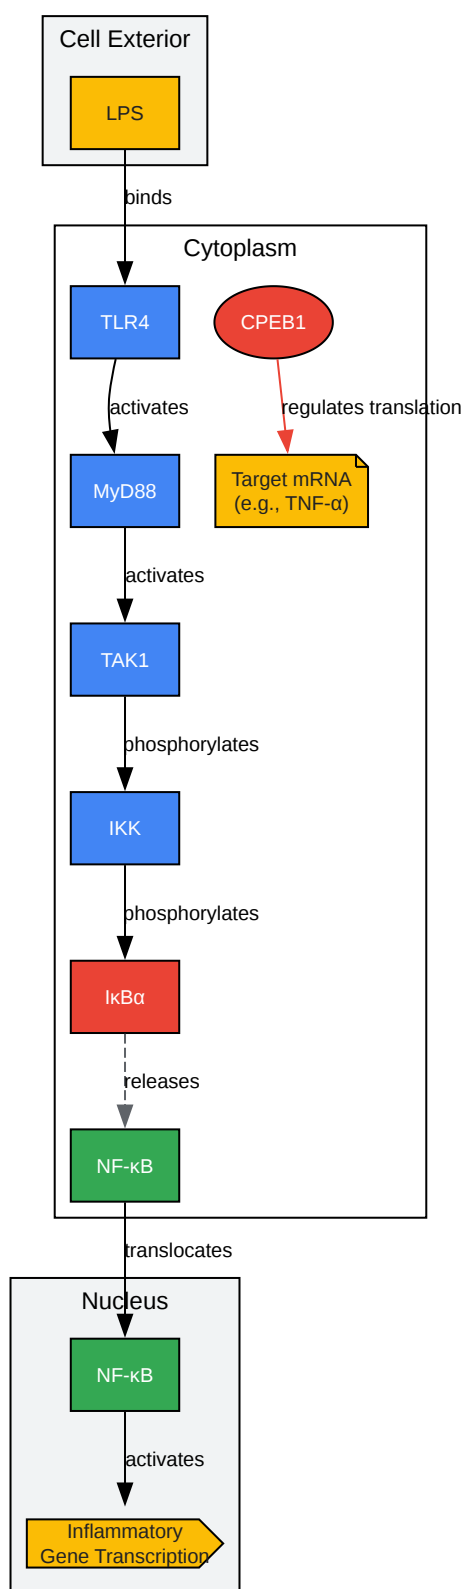 Cell Exterior
LPS
binds
Cytoplasm
TLR4
CPEB1
activates
regulates translation
MyD88
Target mRNA
(e.g., TNF-α)
activates
TAK1
phosphorylates
IKK
phosphorylates
IκBα
releases
NF-κB
translocates
Nucleus
NF-κB
activates
Inflammatory
Gene Transcription